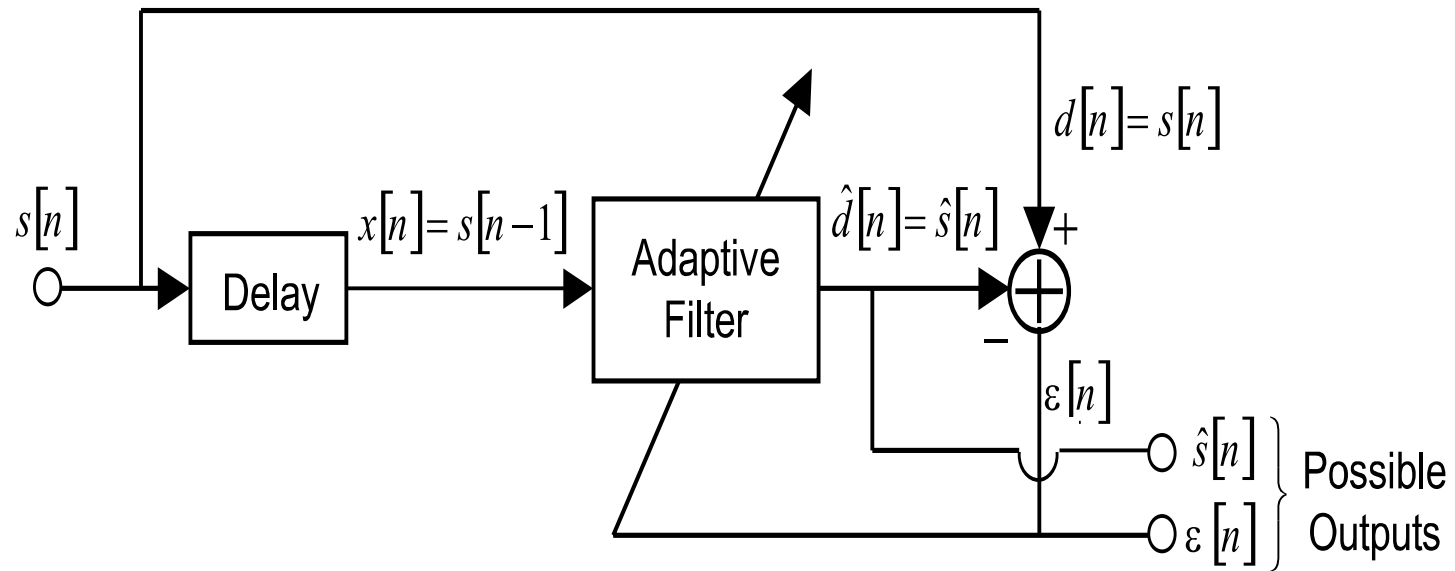 d[n]=s[n]
s[n]
x[n]=s[n−1]
d̂[n]=ŝ[n]
+
Delay
Adaptive
Filter
−
ε[n]
ŝ[n]
ε[n]
Possible
Outputs